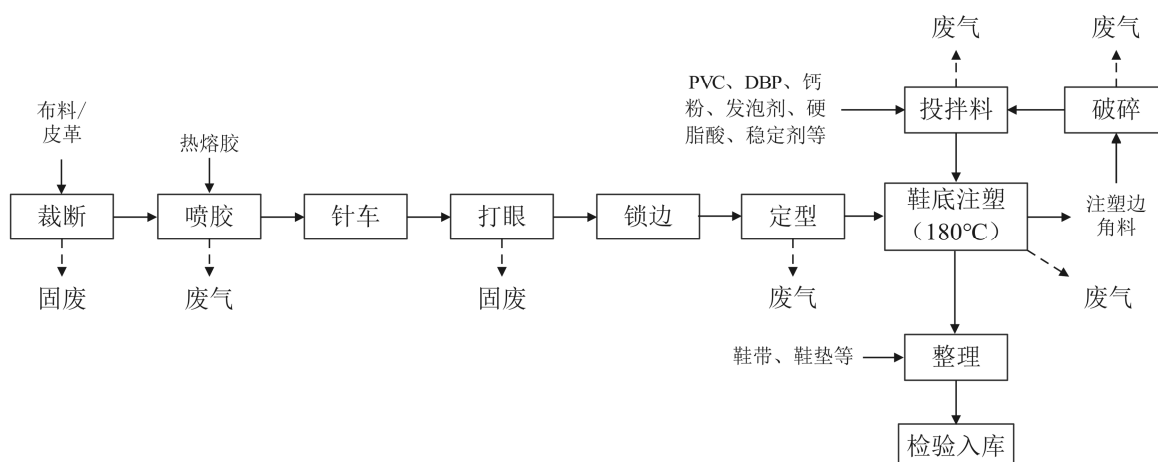 废气
废气
PVC、DBP、钙
粉、发泡剂、硬
脂酸、稳定剂等
投拌料
破碎
布料/
皮革
热熔胶
裁断
喷胶
针车
打眼
锁边
定型
鞋底注塑
（180℃）
注塑边
角料
固废
废气
固废
废气
废气
鞋带、鞋垫等
整理
检验入库